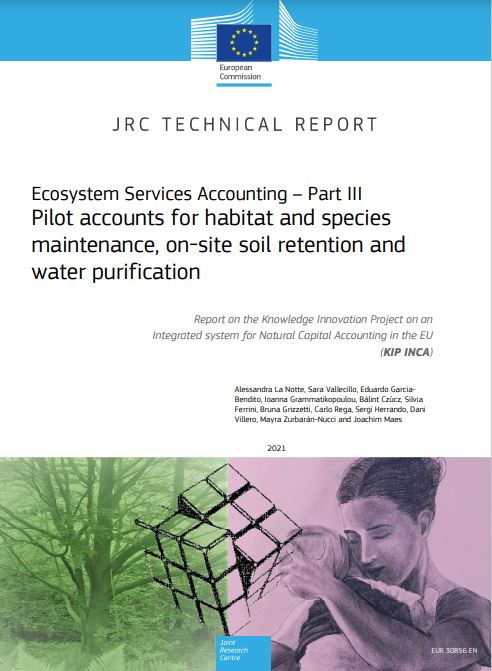 European
Commission
JRC TECHNICAL REPORT
Ecosystem Services Accounting – Part III
Pilot accounts for habitat and species
maintenance, on-site soil retention and
water purification
Report on the Knowledge Innovation Project on an
Integrated system for Natural Capital Accounting in the EU
(KIP INCA)
Alessandra La Notte, Sara Vallecillo, Eduardo Garcia-
Bendito, Ioanna Grammatikopoulou, Bálint Czúcz, Silvia
Ferrini, Bruna Grizzetti, Carlo Rega, Sergi Herrando, Dani
Villero, Mayra Zurbarán-Nucci and Joachim Maes
2021
Joint
Research
Centre
EUR 30856 EN